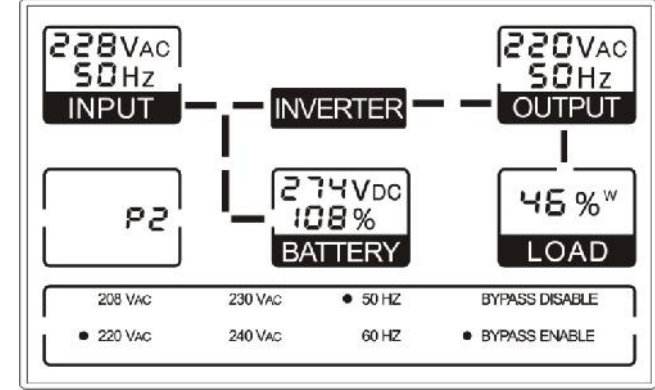 228VAC
50Hz
INPUT
INVERTER
220VAC
50Hz
OUTPUT
P2
274VDC
108%
BATTERY
46%W
LOAD
208 VAC 230 VAC • 50 HZ BYPASS DISABLE
• 220 VAC 240 VAC 60 HZ • BYPASS ENABLE